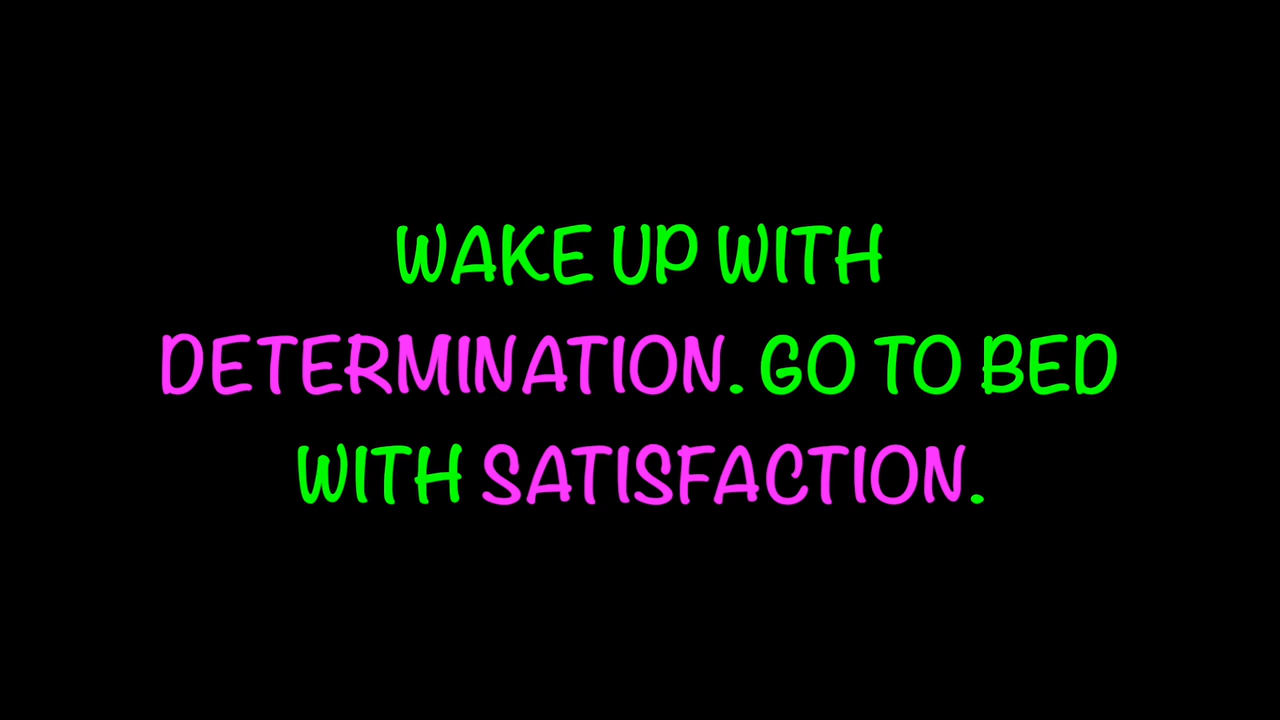 WAKE UP WITH
DETERMINATION. GO TO BED
WITH SATISFACTION.